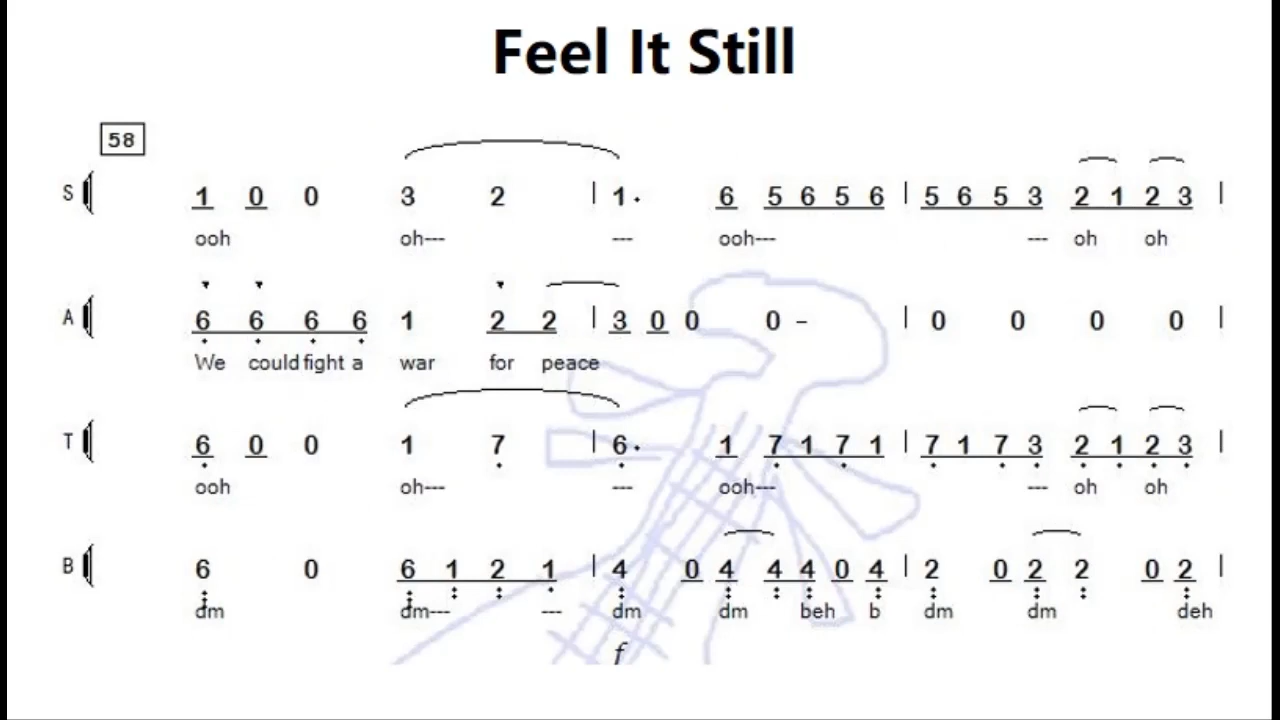 Feel It Still
58
S 1 0 0 3 2 | 1. 6 5 6 5 6 | 5 6 5 3 2 1 2 3 |
ooh oh--- --- ooh--- --- oh oh
A 6 6 6 6 1 2 2 | 3 0 0 0 - | 0 0 0 0 |
We could fight a war for peace
T 6 0 0 1 7 | 6. 1 7 1 7 1 | 7 1 7 3 2 1 2 3 |
ooh oh--- --- ooh--- --- oh oh
B 6 0 6 1 2 1 | 4 0 4 4 4 0 4 | 2 0 2 2 0 2 |
dm dm--- --- dm dm beh b dm dm deh
f